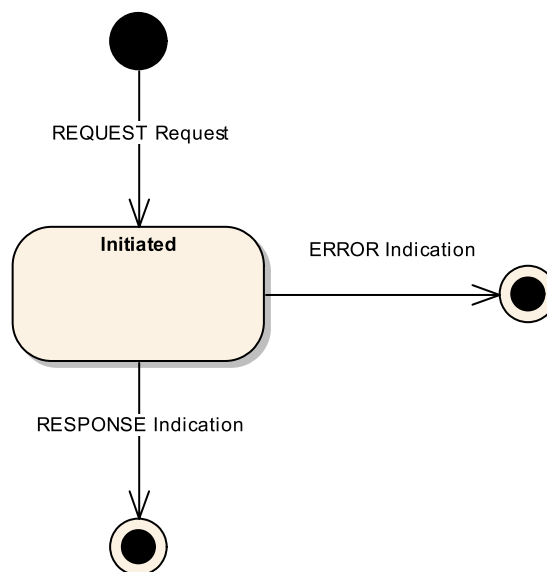 REQUEST Request
Initiated
ERROR Indication
RESPONSE Indication